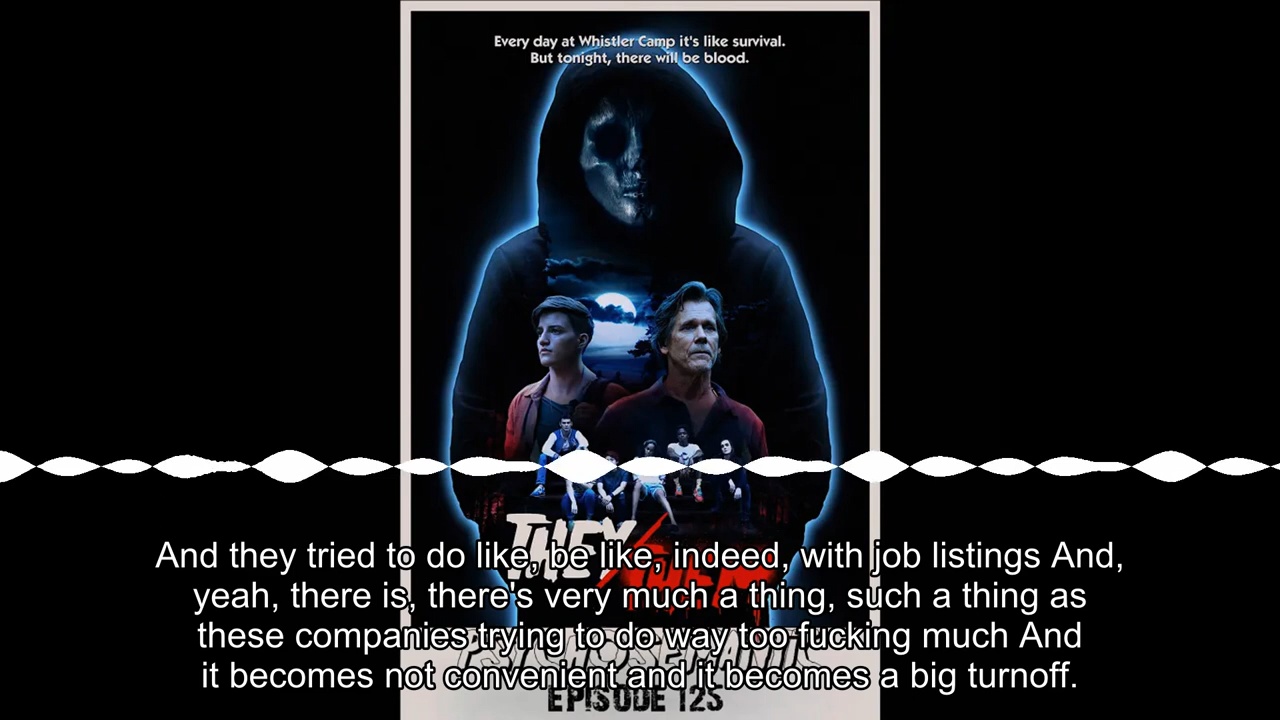 Every day at Whistler Camp it's like survival.
But tonight, there will be blood.
THEY/THEM
And they tried to do like, be like, indeed, with job listings And,
yeah, there is, there's very much a thing, such a thing as
these companies trying to do way too fucking much And
it becomes not convenient and it becomes a big turnoff.
PSYCHOSEMANTIC
EPISODE 125